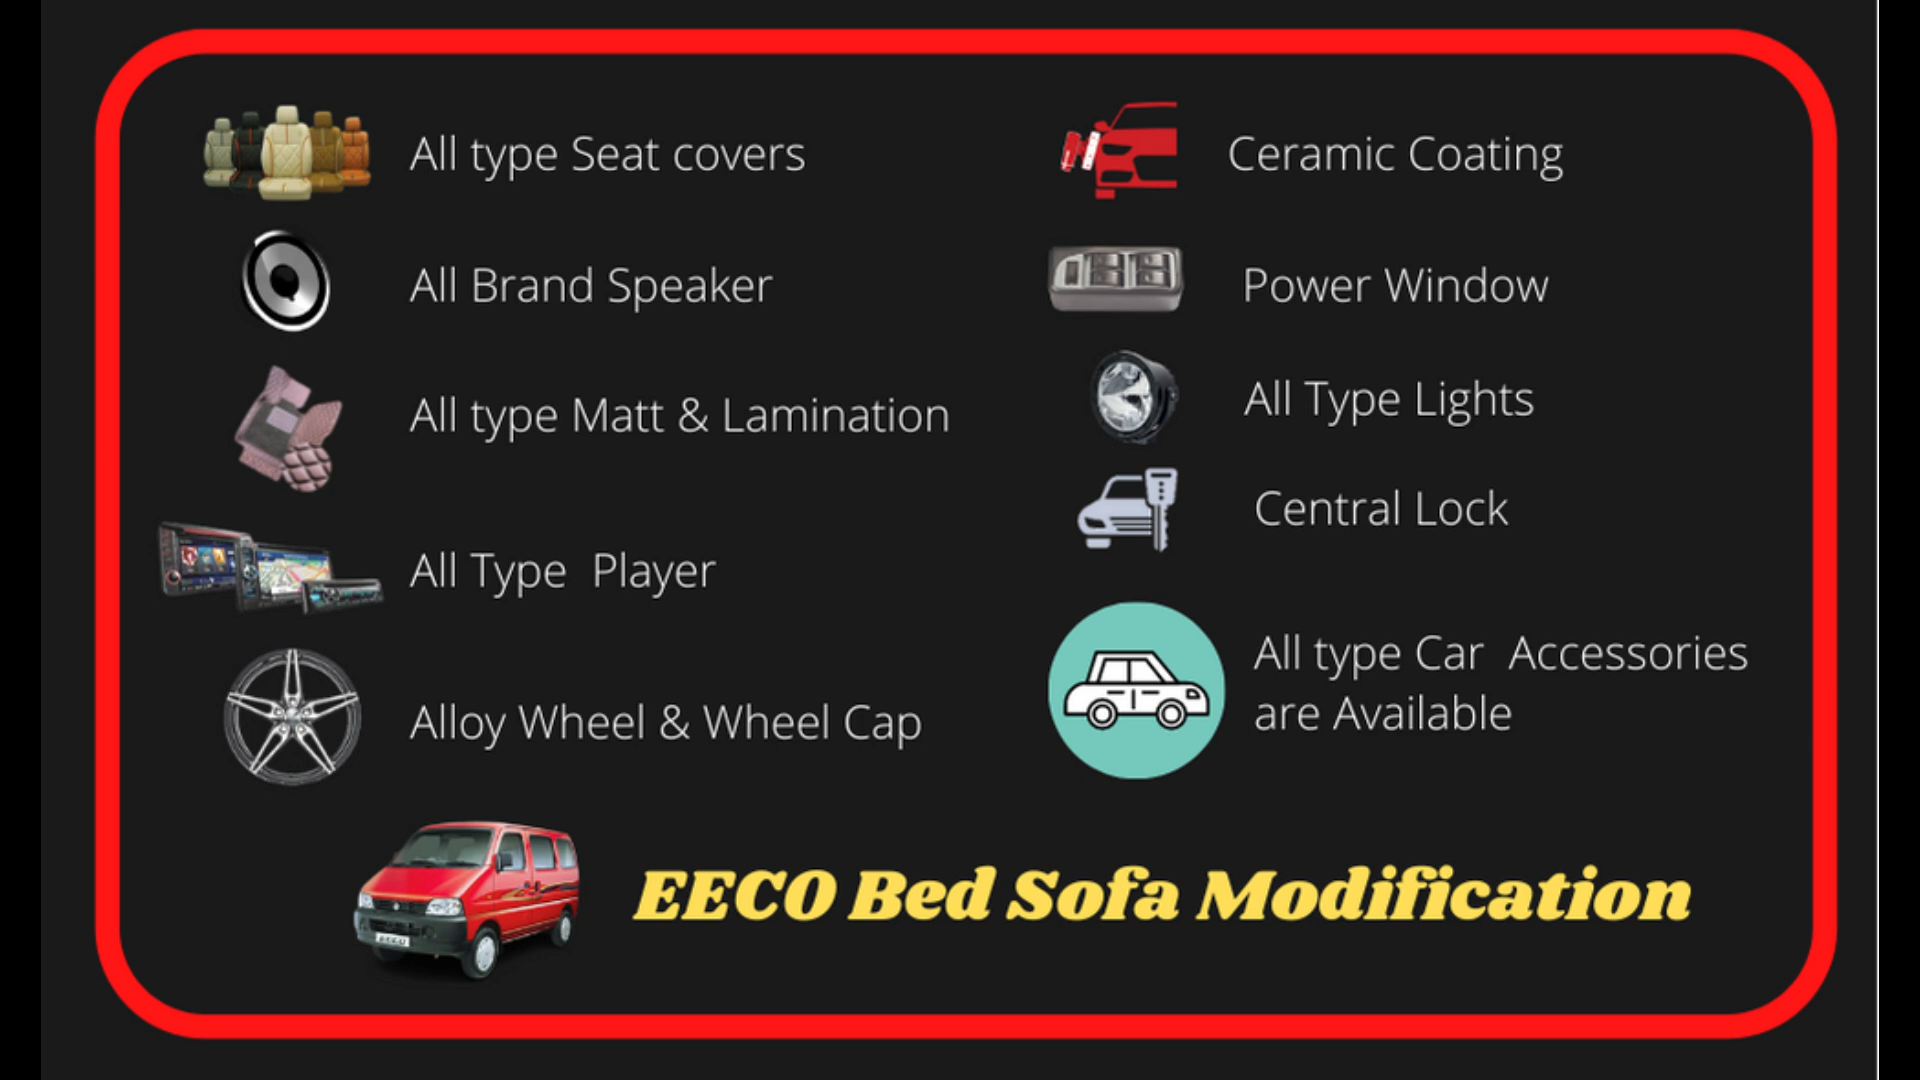 All type Seat covers
All Brand Speaker
All type Matt & Lamination
All Type Player
Alloy Wheel & Wheel Cap
Ceramic Coating
Power Window
All Type Lights
Central Lock
All type Car Accessories
are Available
EECO Bed Sofa Modification